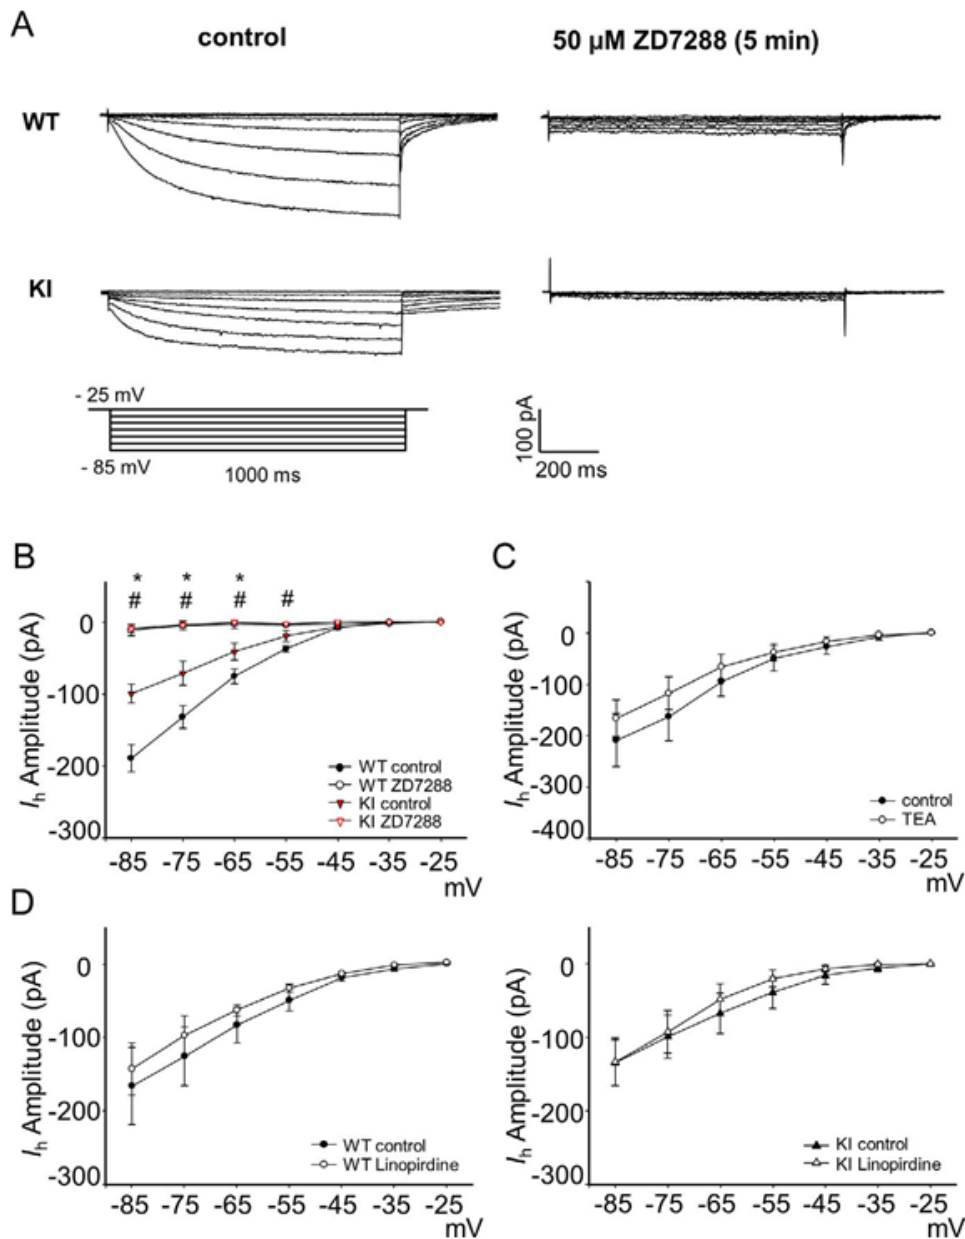 A
control
50 µM ZD7288 (5 min)
WT
KI
- 25 mV
- 85 mV
1000 ms
100 pA
200 ms
B
* * *
# # # #
0
-100
-200
-300
Ih Amplitude (pA)
WT control
WT ZD7288
KI control
KI ZD7288
-85 -75 -65 -55 -45 -35 -25
mV
C
0
-100
-200
-300
-400
Ih Amplitude (pA)
control
TEA
-85 -75 -65 -55 -45 -35 -25
mV
D
0
-100
-200
-300
Ih Amplitude (pA)
WT control
WT Linopirdine
-85 -75 -65 -55 -45 -35 -25
mV
0
-100
-200
-300
Ih Amplitude (pA)
KI control
KI Linopirdine
-85 -75 -65 -55 -45 -35 -25
mV